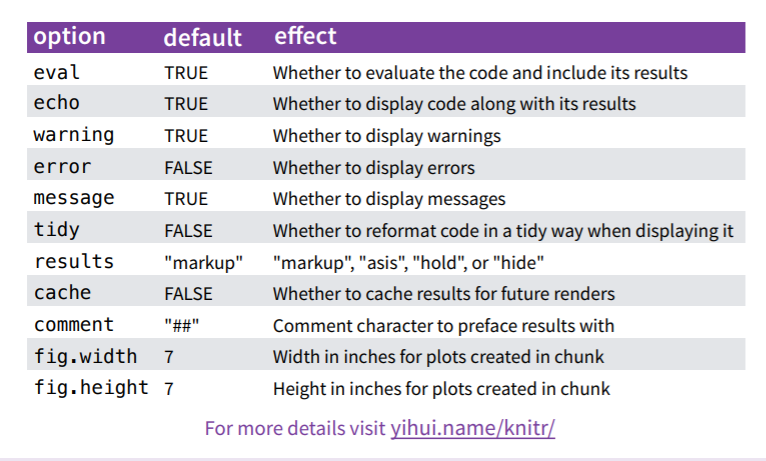 option default effect
eval TRUE Whether to evaluate the code and include its results
echo TRUE Whether to display code along with its results
warning TRUE Whether to display warnings
error FALSE Whether to display errors
message TRUE Whether to display messages
tidy FALSE Whether to reformat code in a tidy way when displaying it
results "markup" "markup", "asis", "hold", or "hide"
cache FALSE Whether to cache results for future renders
comment "##" Comment character to preface results with
fig.width 7 Width in inches for plots created in chunk
fig.height 7 Height in inches for plots created in chunk
For more details visit yihui.name/knitr/